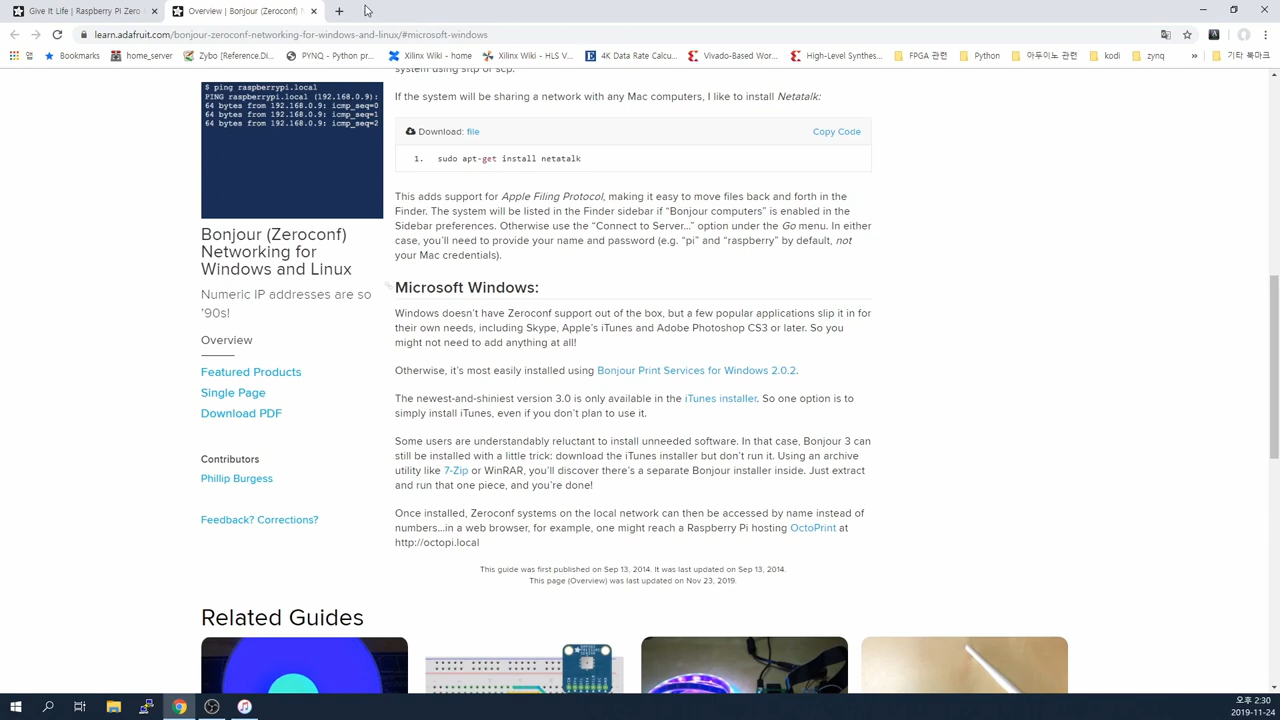 Give It Life | Raspberry Pi Zero
Overview | Bonjour (Zeroconf) N
learn.adafruit.com/bonjour-zeroconf-networking-for-windows-and-linux/#microsoft-windows
앱
home_server
Zybo [Reference.Di...
PYNQ - Python pr...
Xilinx Wiki - home
Xilinx Wiki - HLS V...
4K Data Rate Calcu...
Vivado-Based Wor...
High-Level Synthes...
FPGA 관련
Python
아두이노 관련
kodi
zynq
»
기타 북마크
$ ping raspberrypi.local
PING raspberrypi.local (192.168.0.9):
64 bytes from 192.168.0.9: icmp_seq=0
64 bytes from 192.168.0.9: icmp_seq=1
64 bytes from 192.168.0.9: icmp_seq=2
Bonjour (Zeroconf)
Networking for
Windows and Linux
Numeric IP addresses are so
'90s!
Overview
Featured Products
Single Page
Download PDF
Contributors
Phillip Burgess
Feedback? Corrections?
system using sftp or scp.
If the system will be sharing a network with any Mac computers, I like to install Netatalk:
Download: file
Copy Code
1. sudo apt-get install netatalk
This adds support for Apple Filing Protocol, making it easy to move files back and forth in the
Finder. The system will be listed in the Finder sidebar if “Bonjour computers” is enabled in the
Sidebar preferences. Otherwise use the “Connect to Server…” option under the Go menu. In either
case, you’ll need to provide your name and password (e.g. “pi” and “raspberry” by default, not
your Mac credentials).
Microsoft Windows:
Windows doesn’t have Zeroconf support out of the box, but a few popular applications slip it in for
their own needs, including Skype, Apple’s iTunes and Adobe Photoshop CS3 or later. So you
might not need to add anything at all!
Otherwise, it’s most easily installed using Bonjour Print Services for Windows 2.0.2.
The newest-and-shiniest version 3.0 is only available in the iTunes installer. So one option is to
simply install iTunes, even if you don’t plan to use it.
Some users are understandably reluctant to install unneeded software. In that case, Bonjour 3 can
still be installed with a little trick: download the iTunes installer but don’t run it. Using an archive
utility like 7-Zip or WinRAR, you’ll discover there’s a separate Bonjour installer inside. Just extract
and run that one piece, and you’re done!
Once installed, Zeroconf systems on the local network can then be accessed by name instead of
numbers…in a web browser, for example, one might reach a Raspberry Pi hosting OctoPrint at
http://octopi.local
This guide was first published on Sep 13, 2014. It was last updated on Sep 13, 2014.
This page (Overview) was last updated on Nov 23, 2019.
Related Guides
오후 2:30
2019-11-24